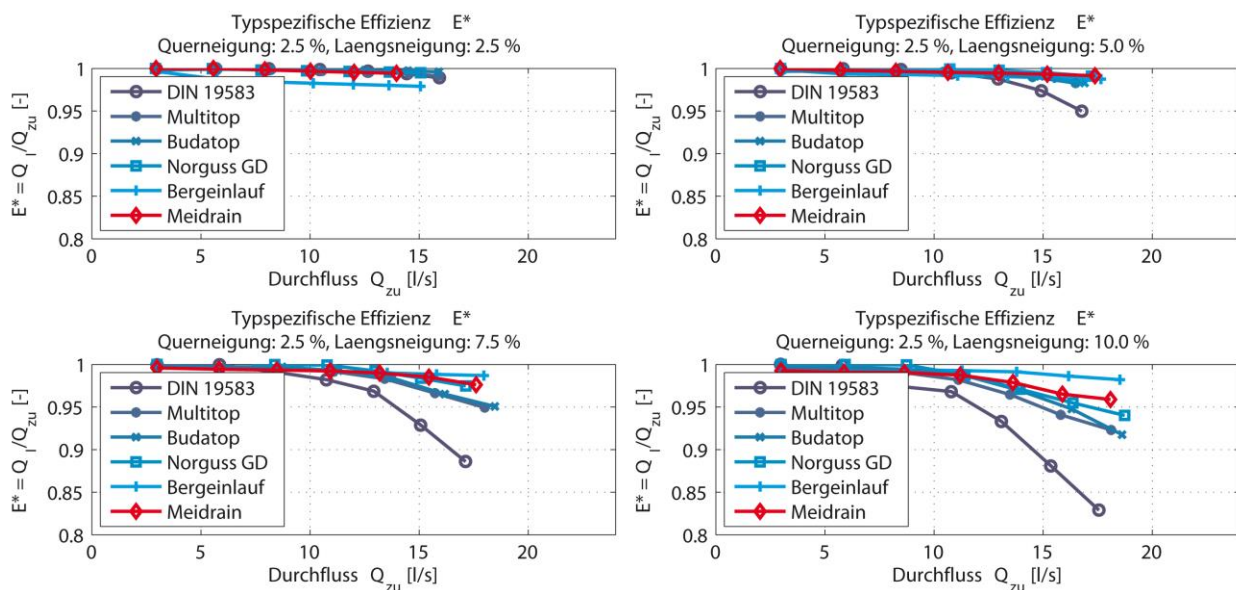 Typspezifische Effizienz E*
Querneigung: 2.5 %, Laengsneigung: 2.5 %
1
0.95
0.9
0.85
0.8
E* = Q_I/Q_zu [-]
DIN 19583
Multitop
Budatop
Norguss GD
Bergeinlauf
Meidrain
0 5 10 15 20
Durchfluss Q_zu [l/s]
Typspezifische Effizienz E*
Querneigung: 2.5 %, Laengsneigung: 5.0 %
1
0.95
0.9
0.85
0.8
E* = Q_I/Q_zu [-]
DIN 19583
Multitop
Budatop
Norguss GD
Bergeinlauf
Meidrain
0 5 10 15 20
Durchfluss Q_zu [l/s]
Typspezifische Effizienz E*
Querneigung: 2.5 %, Laengsneigung: 7.5 %
1
0.95
0.9
0.85
0.8
E* = Q_I/Q_zu [-]
DIN 19583
Multitop
Budatop
Norguss GD
Bergeinlauf
Meidrain
0 5 10 15 20
Durchfluss Q_zu [l/s]
Typspezifische Effizienz E*
Querneigung: 2.5 %, Laengsneigung: 10.0 %
1
0.95
0.9
0.85
0.8
E* = Q_I/Q_zu [-]
DIN 19583
Multitop
Budatop
Norguss GD
Bergeinlauf
Meidrain
0 5 10 15 20
Durchfluss Q_zu [l/s]